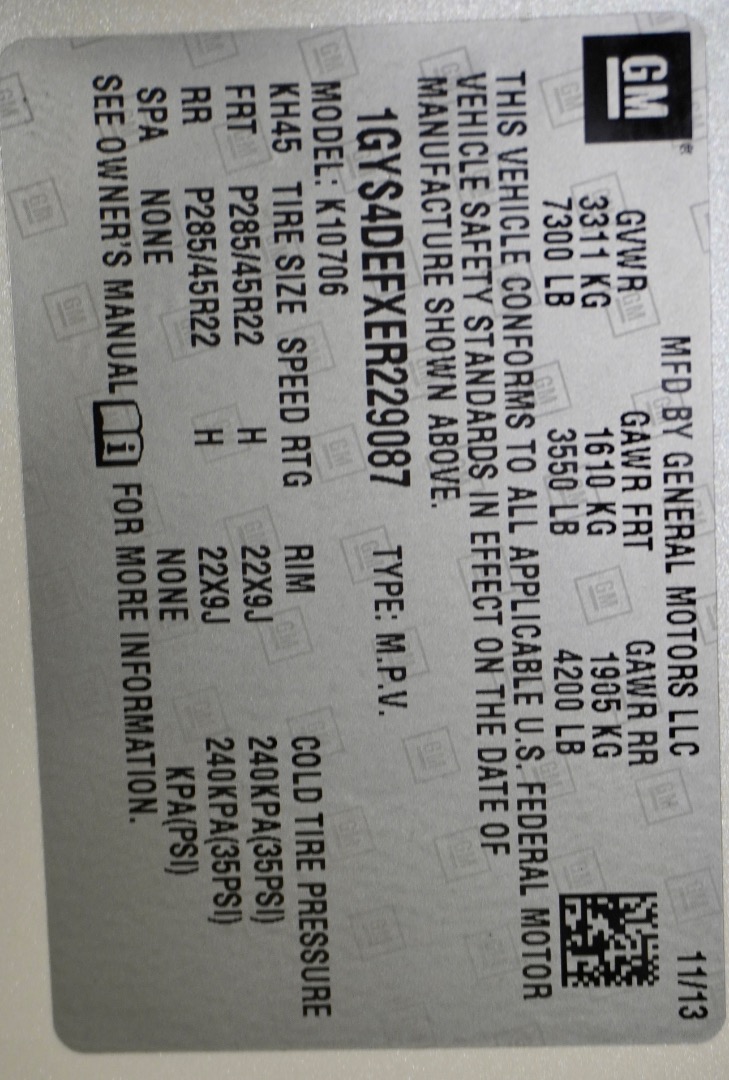 GM
MFD BY GENERAL MOTORS LLC 11/13
GVWR GAWR FRT GAWR RR
3311 KG 1610 KG 1905 KG
7300 LB 3550 LB 4200 LB
THIS VEHICLE CONFORMS TO ALL APPLICABLE U.S. FEDERAL MOTOR
VEHICLE SAFETY STANDARDS IN EFFECT ON THE DATE OF
MANUFACTURE SHOWN ABOVE.
1GYS4DEFXER229087 TYPE: M.P.V.
MODEL: K10706
KH45 TIRE SIZE SPEED RTG RIM COLD TIRE PRESSURE
FRT P285/45R22 H 22X9J 240KPA(35PSI)
RR P285/45R22 H 22X9J 240KPA(35PSI)
SPA NONE NONE KPA(PSI)
SEE OWNER'S MANUAL i FOR MORE INFORMATION.